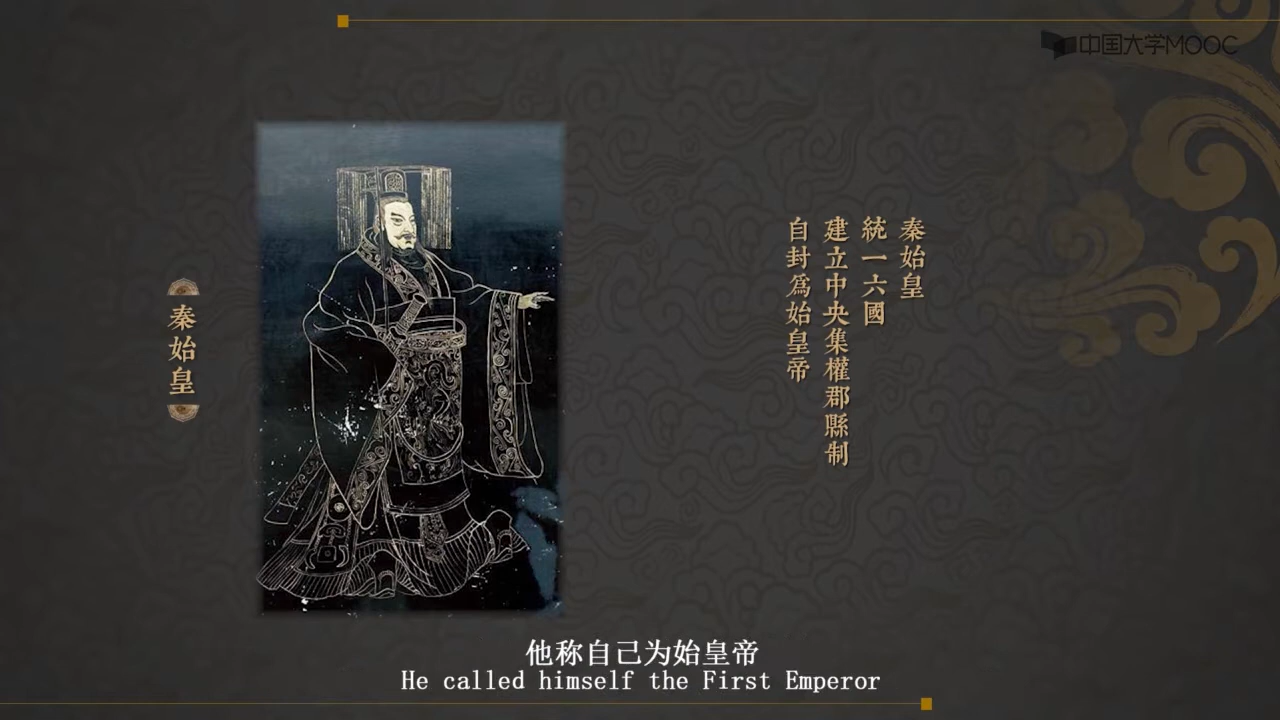 中国大学MOOC
秦始皇
統一六國
建立中央集權郡縣制
自封爲始皇帝
秦始皇
他称自己为始皇帝
He called himself the First Emperor